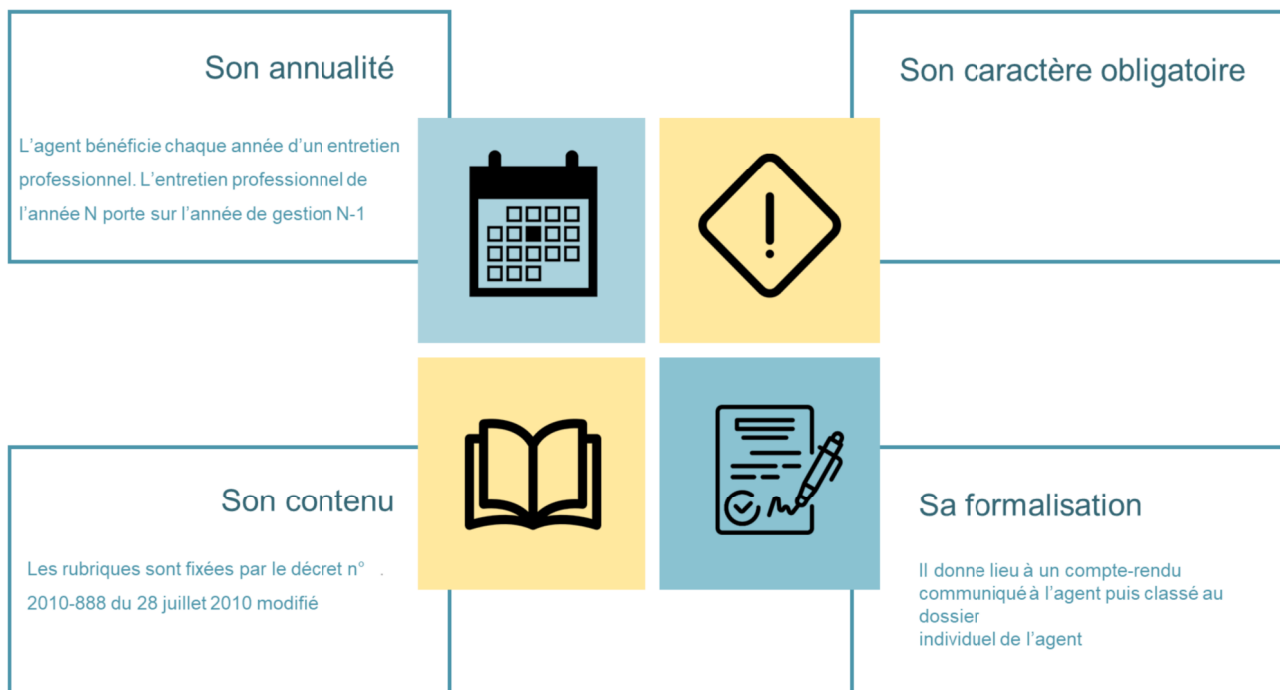 Son annualité
L'agent bénéficie chaque année d'un entretien
professionnel. L'entretien professionnel de
l'année N porte sur l'année de gestion N-1
Son caractère obligatoire
Son contenu
Les rubriques sont fixées par le décret n° .
2010-888 du 28 juillet 2010 modifié
Sa formalisation
Il donne lieu à un compte-rendu
communiqué à l'agent puis classé au
dossier
individuel de l'agent